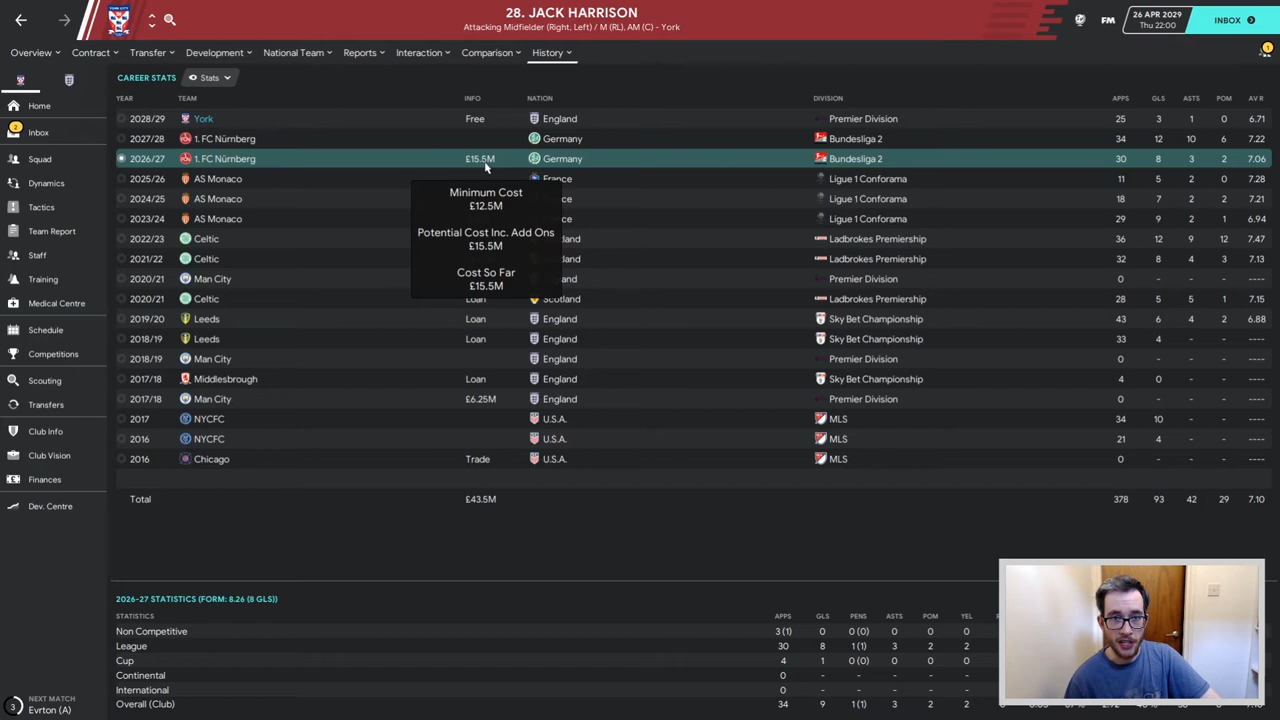 28. JACK HARRISON
Attacking Midfielder (Right, Left) / M (RL), AM (C) - York
26 APR 2029
Thu 22:00
FM
INBOX
1
Overview Contract Transfer Development National Team Reports Interaction Comparison History
Home
2
Inbox
Squad
Dynamics
Tactics
Team Report
Staff
Training
Medical Centre
Schedule
Competitions
Scouting
Transfers
Club Info
Club Vision
Finances
Dev. Centre
3
NEXT MATCH
Evrton (A)
CAREER STATS Stats
YEAR TEAM INFO NATION DIVISION APPS GLS ASTS POM AV R
2028/29 York Free England Premier Division 25 3 1 0 6.71
2027/28 1. FC Nürnberg Germany Bundesliga 2 34 12 10 6 7.22
2026/27 1. FC Nürnberg £15.5M Germany Bundesliga 2 30 8 3 2 7.06
2025/26 AS Monaco France Ligue 1 Conforama 11 5 2 0 7.28
2024/25 AS Monaco Ligue 1 Conforama 18 7 2 1 7.21
2023/24 AS Monaco Ligue 1 Conforama 29 9 2 1 6.97
2022/23 Celtic Ladbrokes Premiership 36 12 9 12 7.47
2021/22 Celtic Ladbrokes Premiership 32 8 3 4 7.13
2020/21 Man City Premier Division 0 - - - ----
2020/21 Celtic Loan Scotland Ladbrokes Premiership 28 5 5 1 7.15
2019/20 Leeds Loan England Sky Bet Championship 43 6 4 2 6.88
2018/19 Leeds Loan England Sky Bet Championship 33 4 - - ----
2018/19 Man City England Premier Division 0 - - - ----
2017/18 Middlesbrough Loan England Sky Bet Championship 4 0 - - ----
2017/18 Man City £6.25M England Premier Division 0 - - - ----
2017 NYCFC U.S.A. MLS 34 10 - - ----
2016 NYCFC U.S.A. MLS 21 4 - - ----
2016 Chicago Trade U.S.A. MLS 0 - - - ----
Total £43.5M 378 93 42 29 7.10
Minimum Cost
£12.5M
Potential Cost Inc. Add Ons
£15.5M
Cost So Far
£15.5M
2026-27 STATISTICS (FORM: 8.26 (8 GLS))
STATISTICS APPS GLS PENS ASTS POM YEL
Non Competitive 3 (1) 0 0 (0) 0 0 0
League 30 8 1 (1) 3 2 2
Cup 4 1 0 (0) 0 0 0
Continental 0 - - - - -
International 0 - - - - -
Overall (Club) 34 9 1 (1) 3 2 2